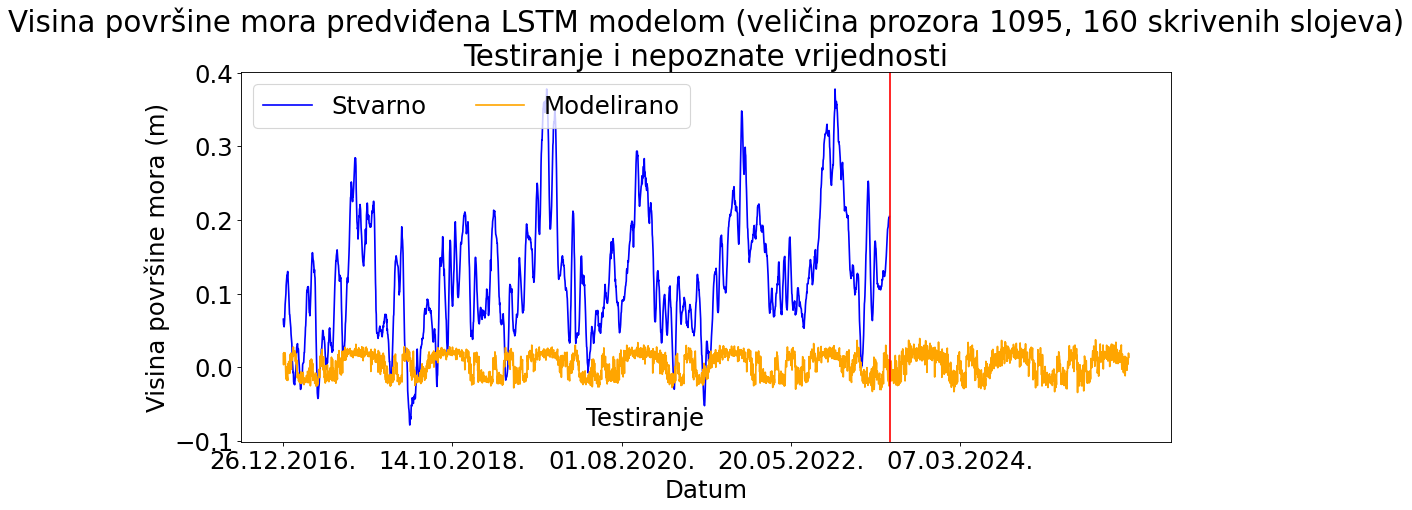 Visina površine mora predviđena LSTM modelom (veličina prozora 1095, 160 skrivenih slojeva)
Testiranje i nepoznate vrijednosti
Stvarno Modelirano
Visina površine mora (m)
0.4
0.3
0.2
0.1
0.0
−0.1
Testiranje
26.12.2016. 14.10.2018. 01.08.2020. 20.05.2022. 07.03.2024.
Datum